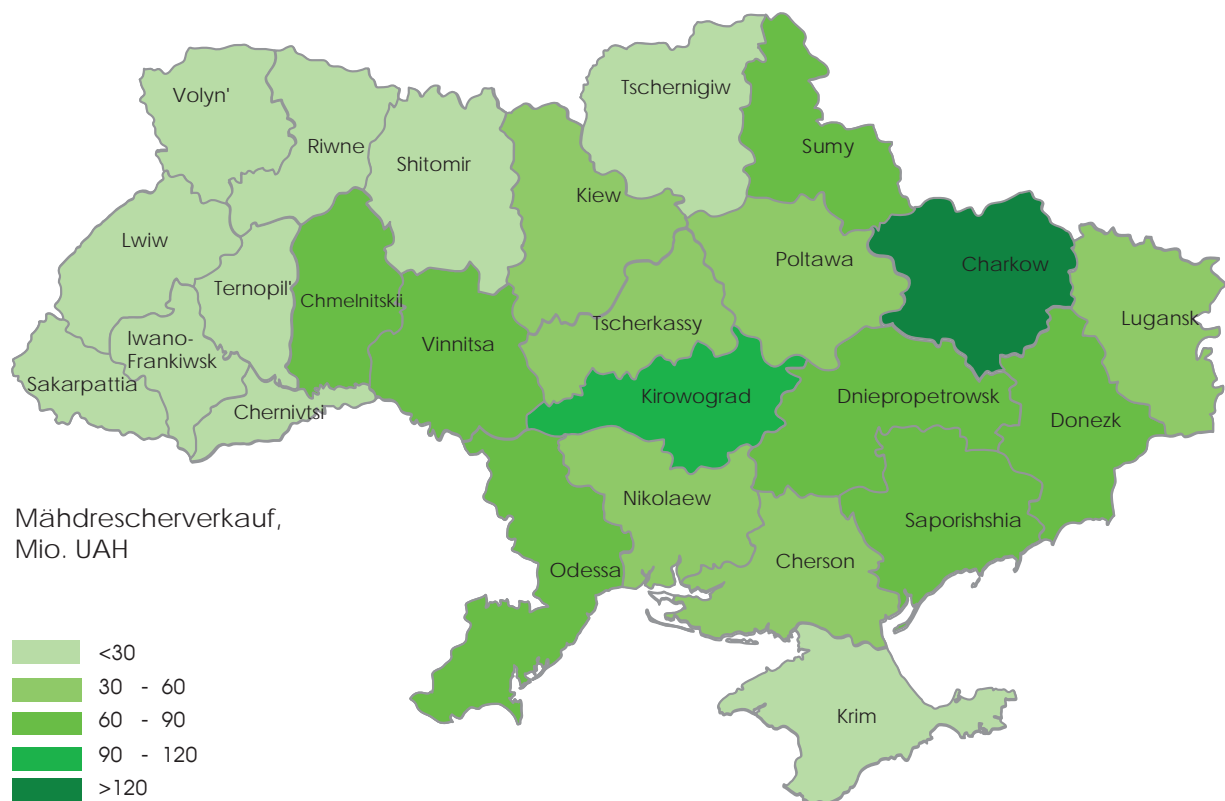 Volyn'
Riwne
Shitomir
Tschernigiw
Sumy
Kiew
Lwiw
Ternopil'
Chmelnitskii
Poltawa
Charkow
Lugansk
Iwano-
Frankiwsk
Sakarpattia
Chernivtsi
Vinnitsa
Tscherkassy
Kirowograd
Dniepropetrowsk
Donezk
Nikolaew
Saporishshia
Odessa
Cherson
Krim
Mähdrescherverkauf,
Mio. UAH
<30
30 - 60
60 - 90
90 - 120
>120